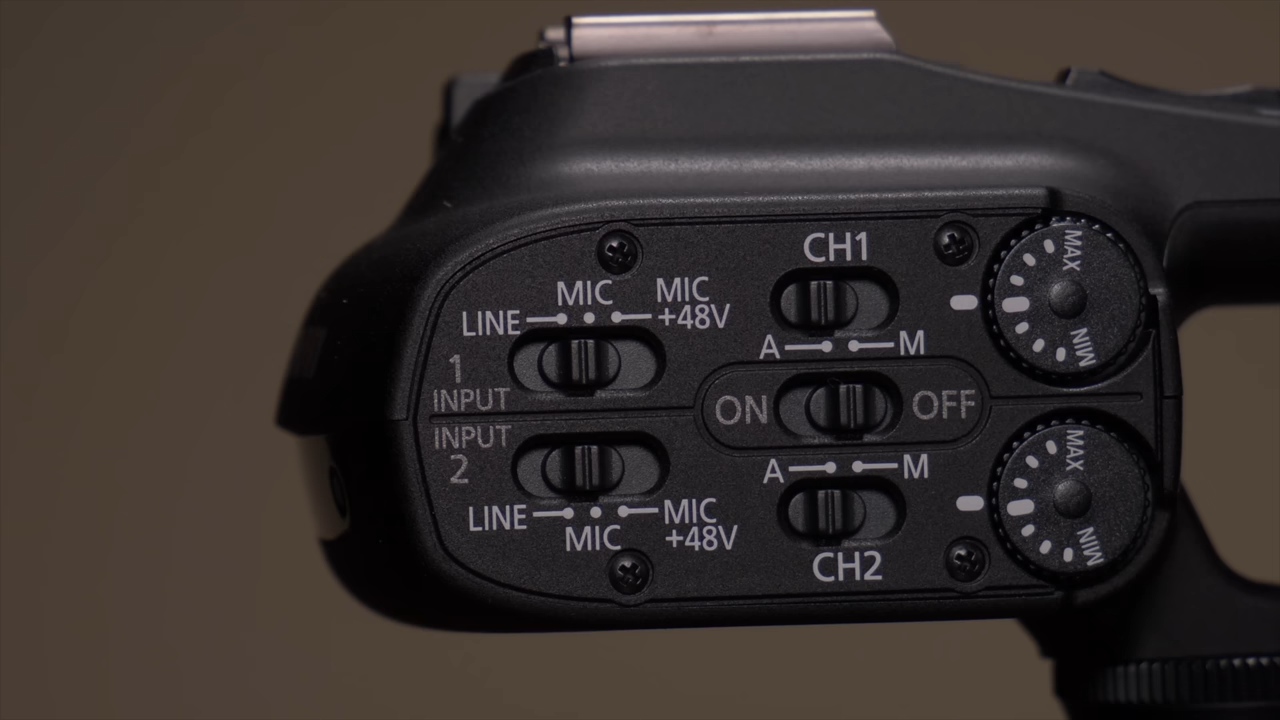 CH1
MIC
MIC
LINE
+48V
A M
1
INPUT
ON OFF
INPUT
2
A M
LINE
MIC
MIC
+48V
CH2
MAX
MIN
MAX
MIN